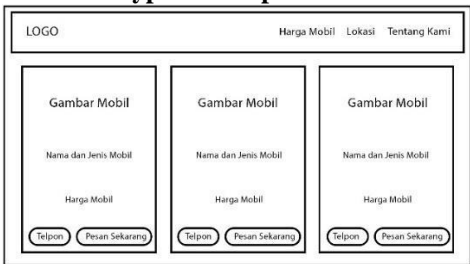 LOGO Harga Mobil Lokasi Tentang Kami
Gambar Mobil Gambar Mobil Gambar Mobil
Nama dan Jenis Mobil Nama dan Jenis Mobil Nama dan Jenis Mobil
Harga Mobil Harga Mobil Harga Mobil
Telpon Pesan Sekarang Telpon Pesan Sekarang Telpon Pesan Sekarang